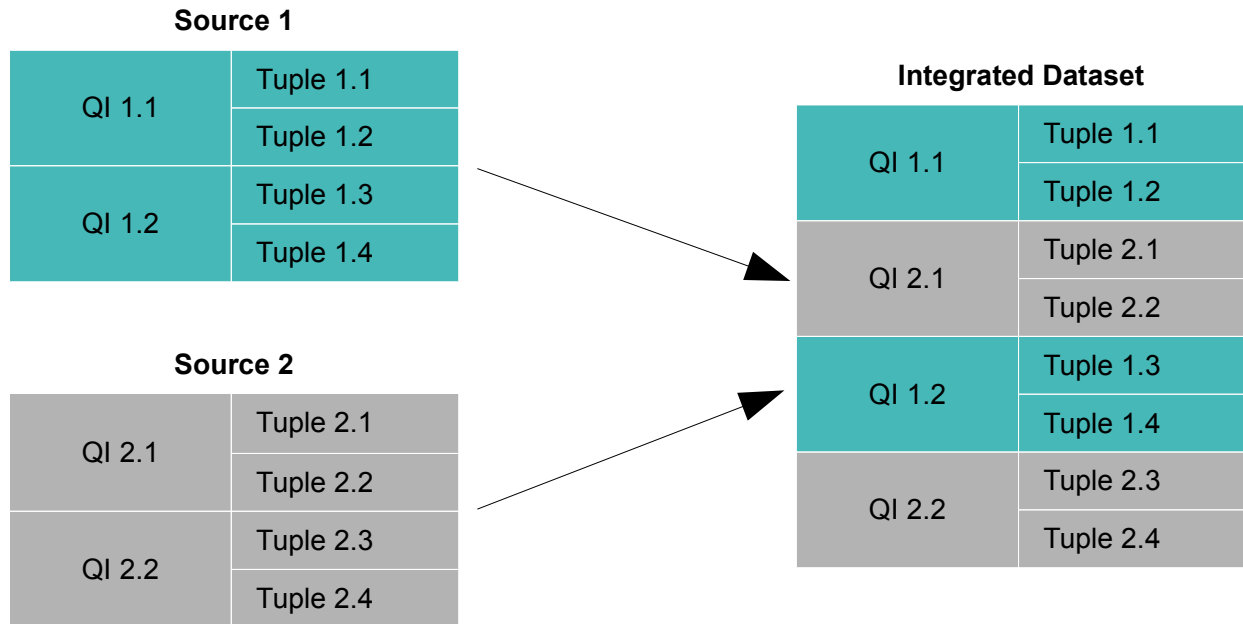 Source 1
QI 1.1
Tuple 1.1
Tuple 1.2
QI 1.2
Tuple 1.3
Tuple 1.4
Source 2
QI 2.1
Tuple 2.1
Tuple 2.2
QI 2.2
Tuple 2.3
Tuple 2.4
Integrated Dataset
QI 1.1
Tuple 1.1
Tuple 1.2
QI 2.1
Tuple 2.1
Tuple 2.2
QI 1.2
Tuple 1.3
Tuple 1.4
QI 2.2
Tuple 2.3
Tuple 2.4